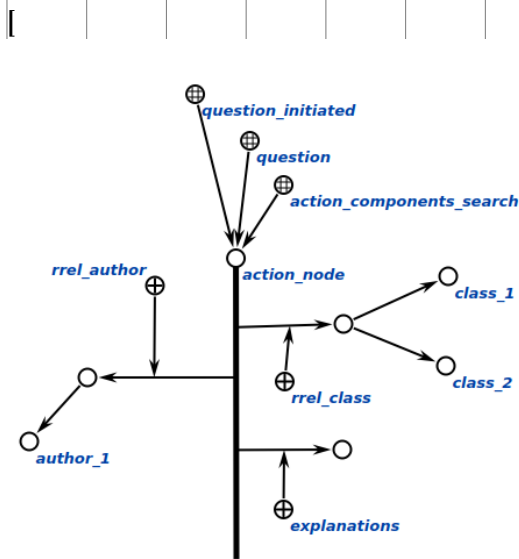 [
question_initiated
question
action_components_search
rrel_author
action_node
class_1
class_2
rrel_class
author_1
explanations